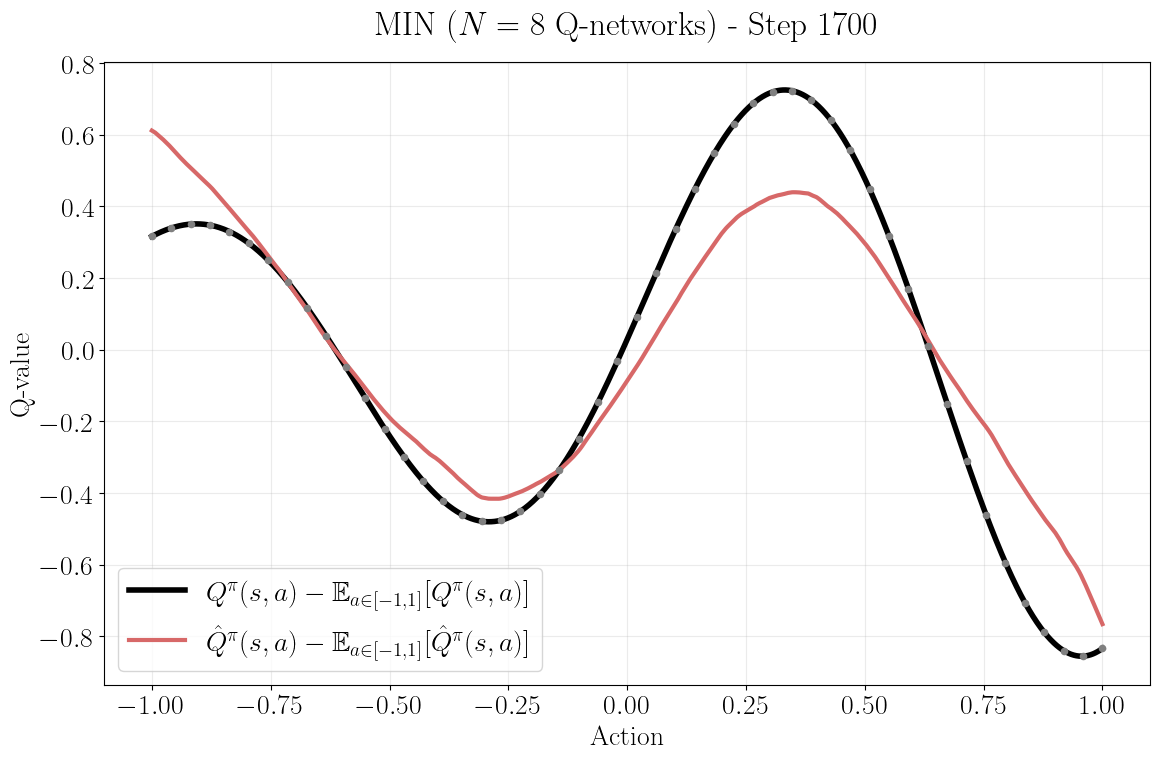 MIN (N = 8 Q-networks) - Step 1700
Q-value
0.8
0.6
0.4
0.2
0.0
−0.2
−0.4
−0.6
−0.8
Q^π(s, a) − 𝔼_{a∈[−1,1]}[Q^π(s, a)]
Q̂^π(s, a) − 𝔼_{a∈[−1,1]}[Q̂^π(s, a)]
−1.00 −0.75 −0.50 −0.25 0.00 0.25 0.50 0.75 1.00
Action